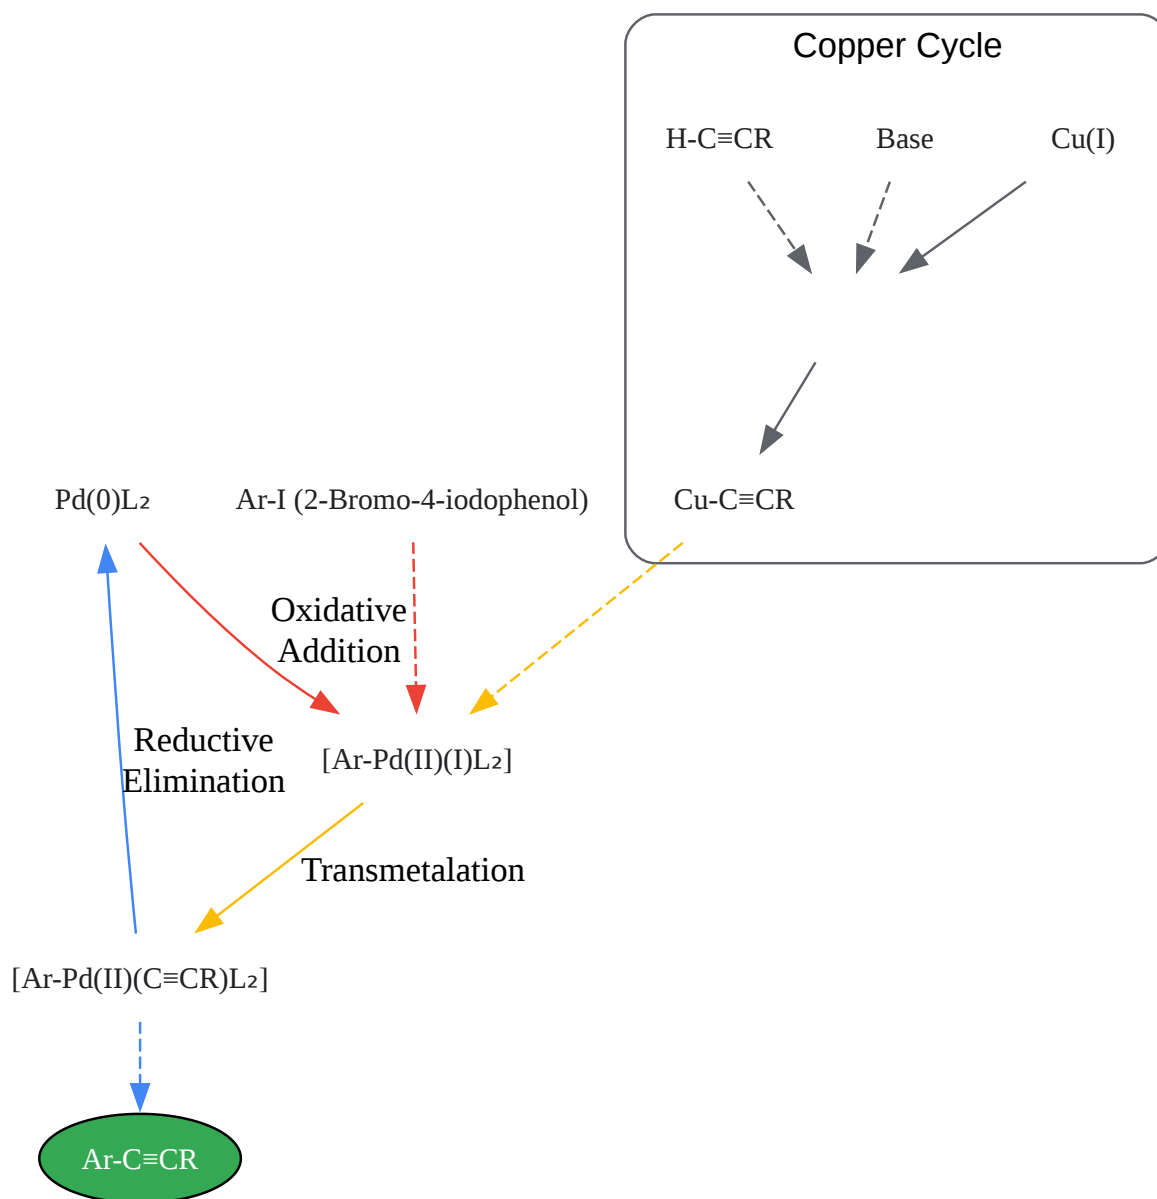 Copper Cycle
H-C≡CR
Base
Cu(I)
Pd(0)L₂
Ar-I (2-Bromo-4-iodophenol)
Cu-C≡CR
Oxidative
Addition
Reductive
Elimination
[Ar-Pd(II)(I)L₂]
Transmetalation
[Ar-Pd(II)(C≡CR)L₂]
Ar-C≡CR